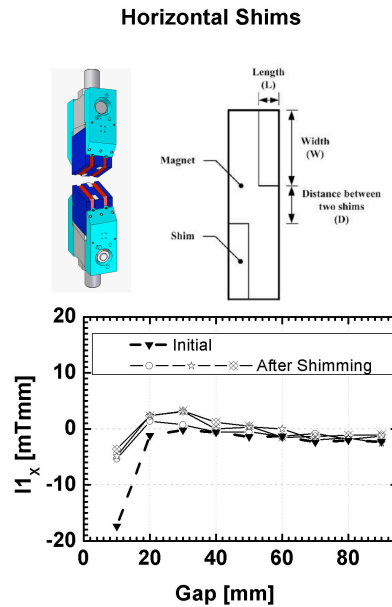 Horizontal Shims
Length
(L)
Width
(W)
Magnet
Distance between
two shims
(D)
Shim
20
10
0
-10
-20
I1X [mTmm]
Initial
After Shimming
0
20
40
60
80
Gap [mm]